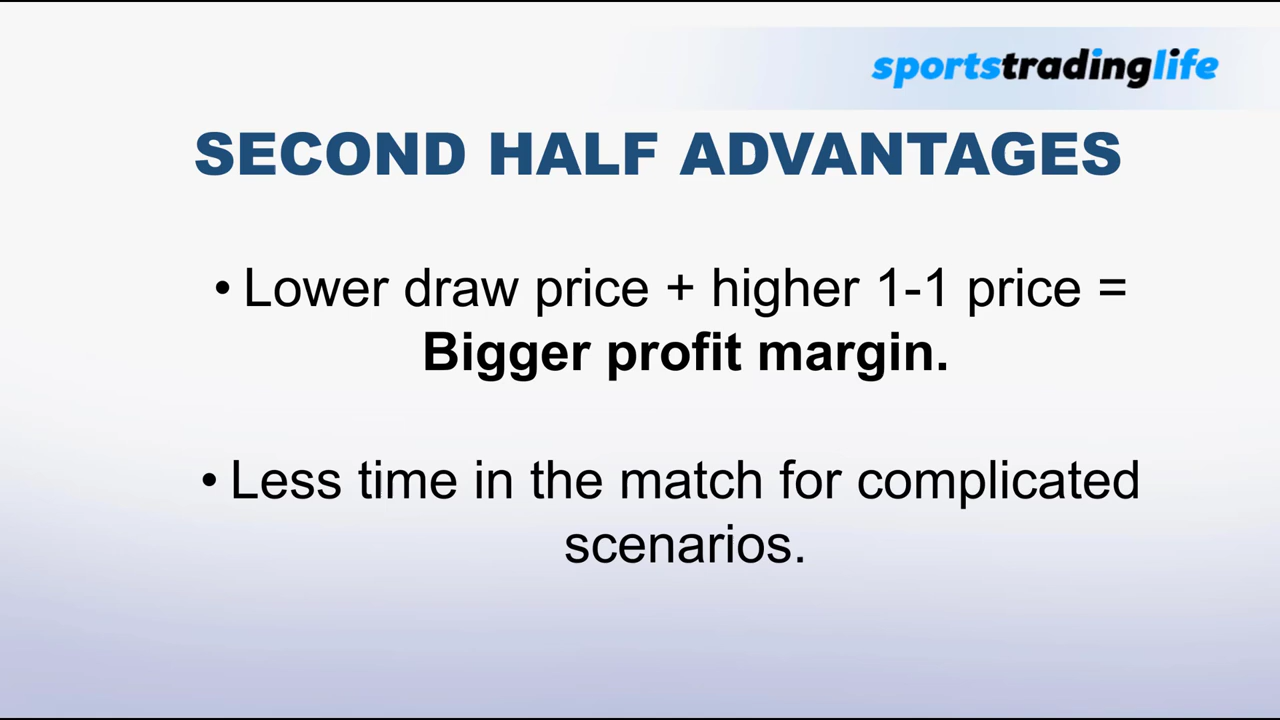 sportstradinglife
SECOND HALF ADVANTAGES
• Lower draw price + higher 1-1 price =
Bigger profit margin.
• Less time in the match for complicated
scenarios.